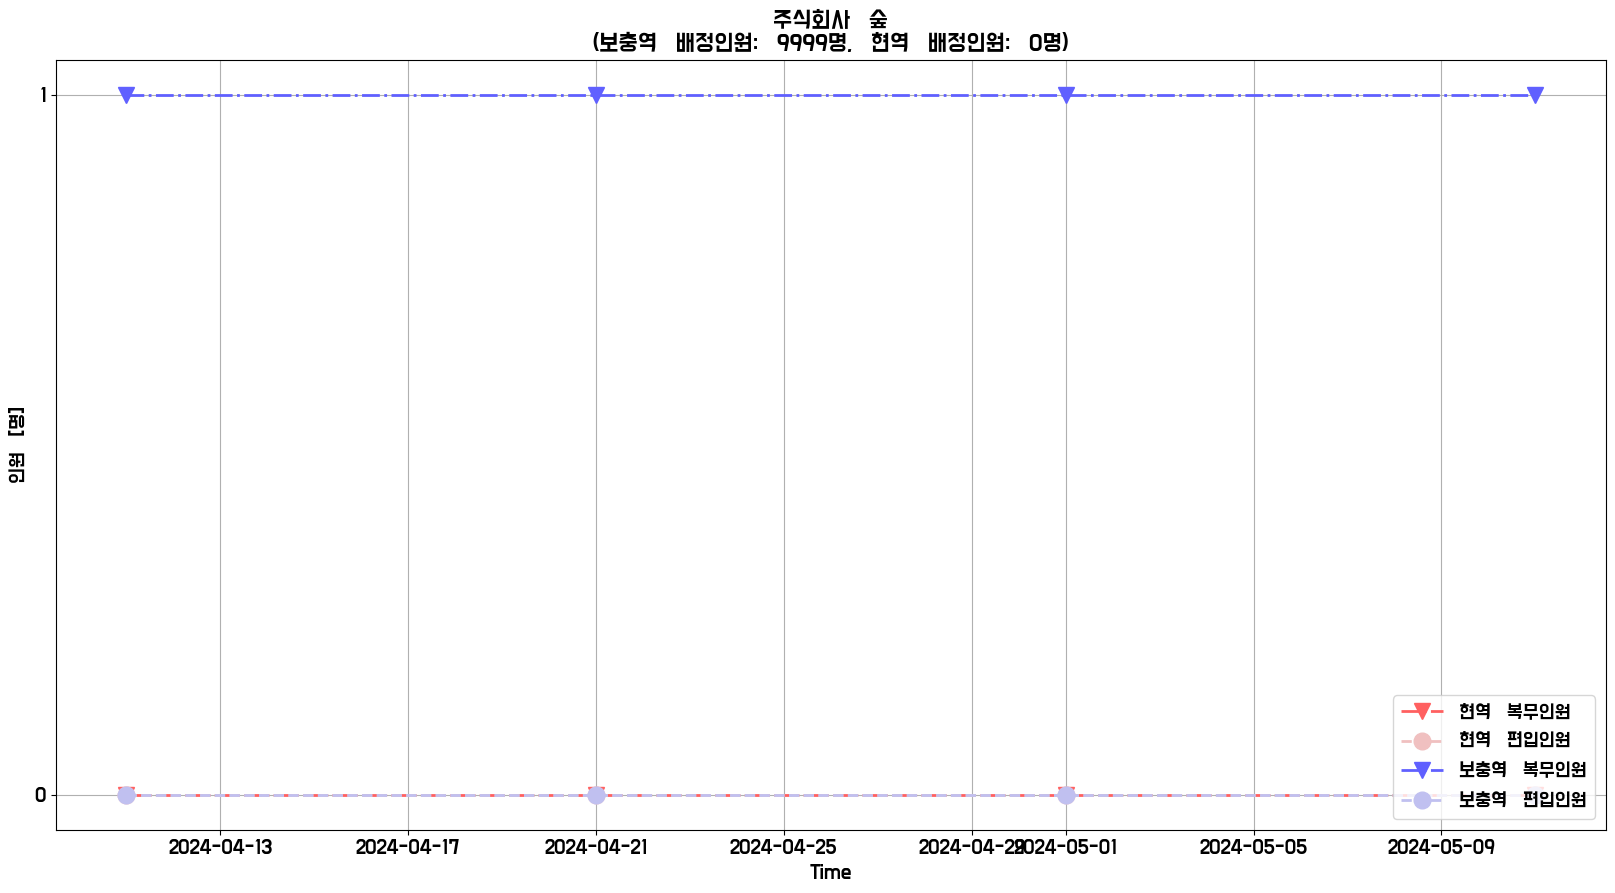 주식회사 숲
(보충역 배정인원: 9999명, 현역 배정인원: 0명)
1
0
인원 [명]
2024-04-13
2024-04-17
2024-04-21
2024-04-25
2024-04-29
2024-05-01
2024-05-05
2024-05-09
Time
현역 복무인원
현역 편입인원
보충역 복무인원
보충역 편입인원